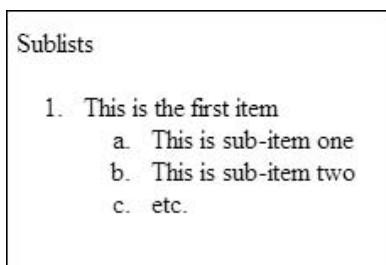 Sublists
1. This is the first item
a. This is sub-item one
b. This is sub-item two
c. etc.